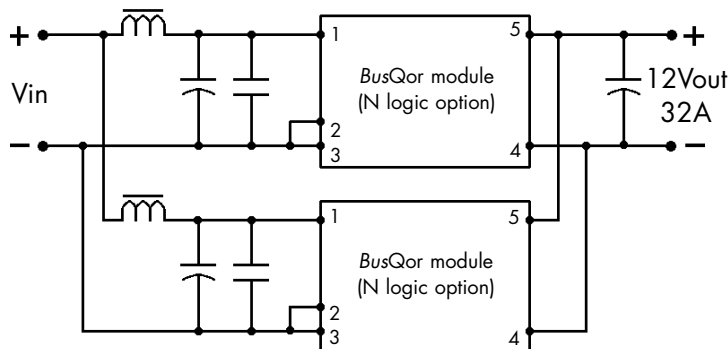 +
1
5
+
Vin
BusQor module
(N logic option)
12Vout
32A
2
−
3
4
−
1
5
BusQor module
(N logic option)
2
3
4